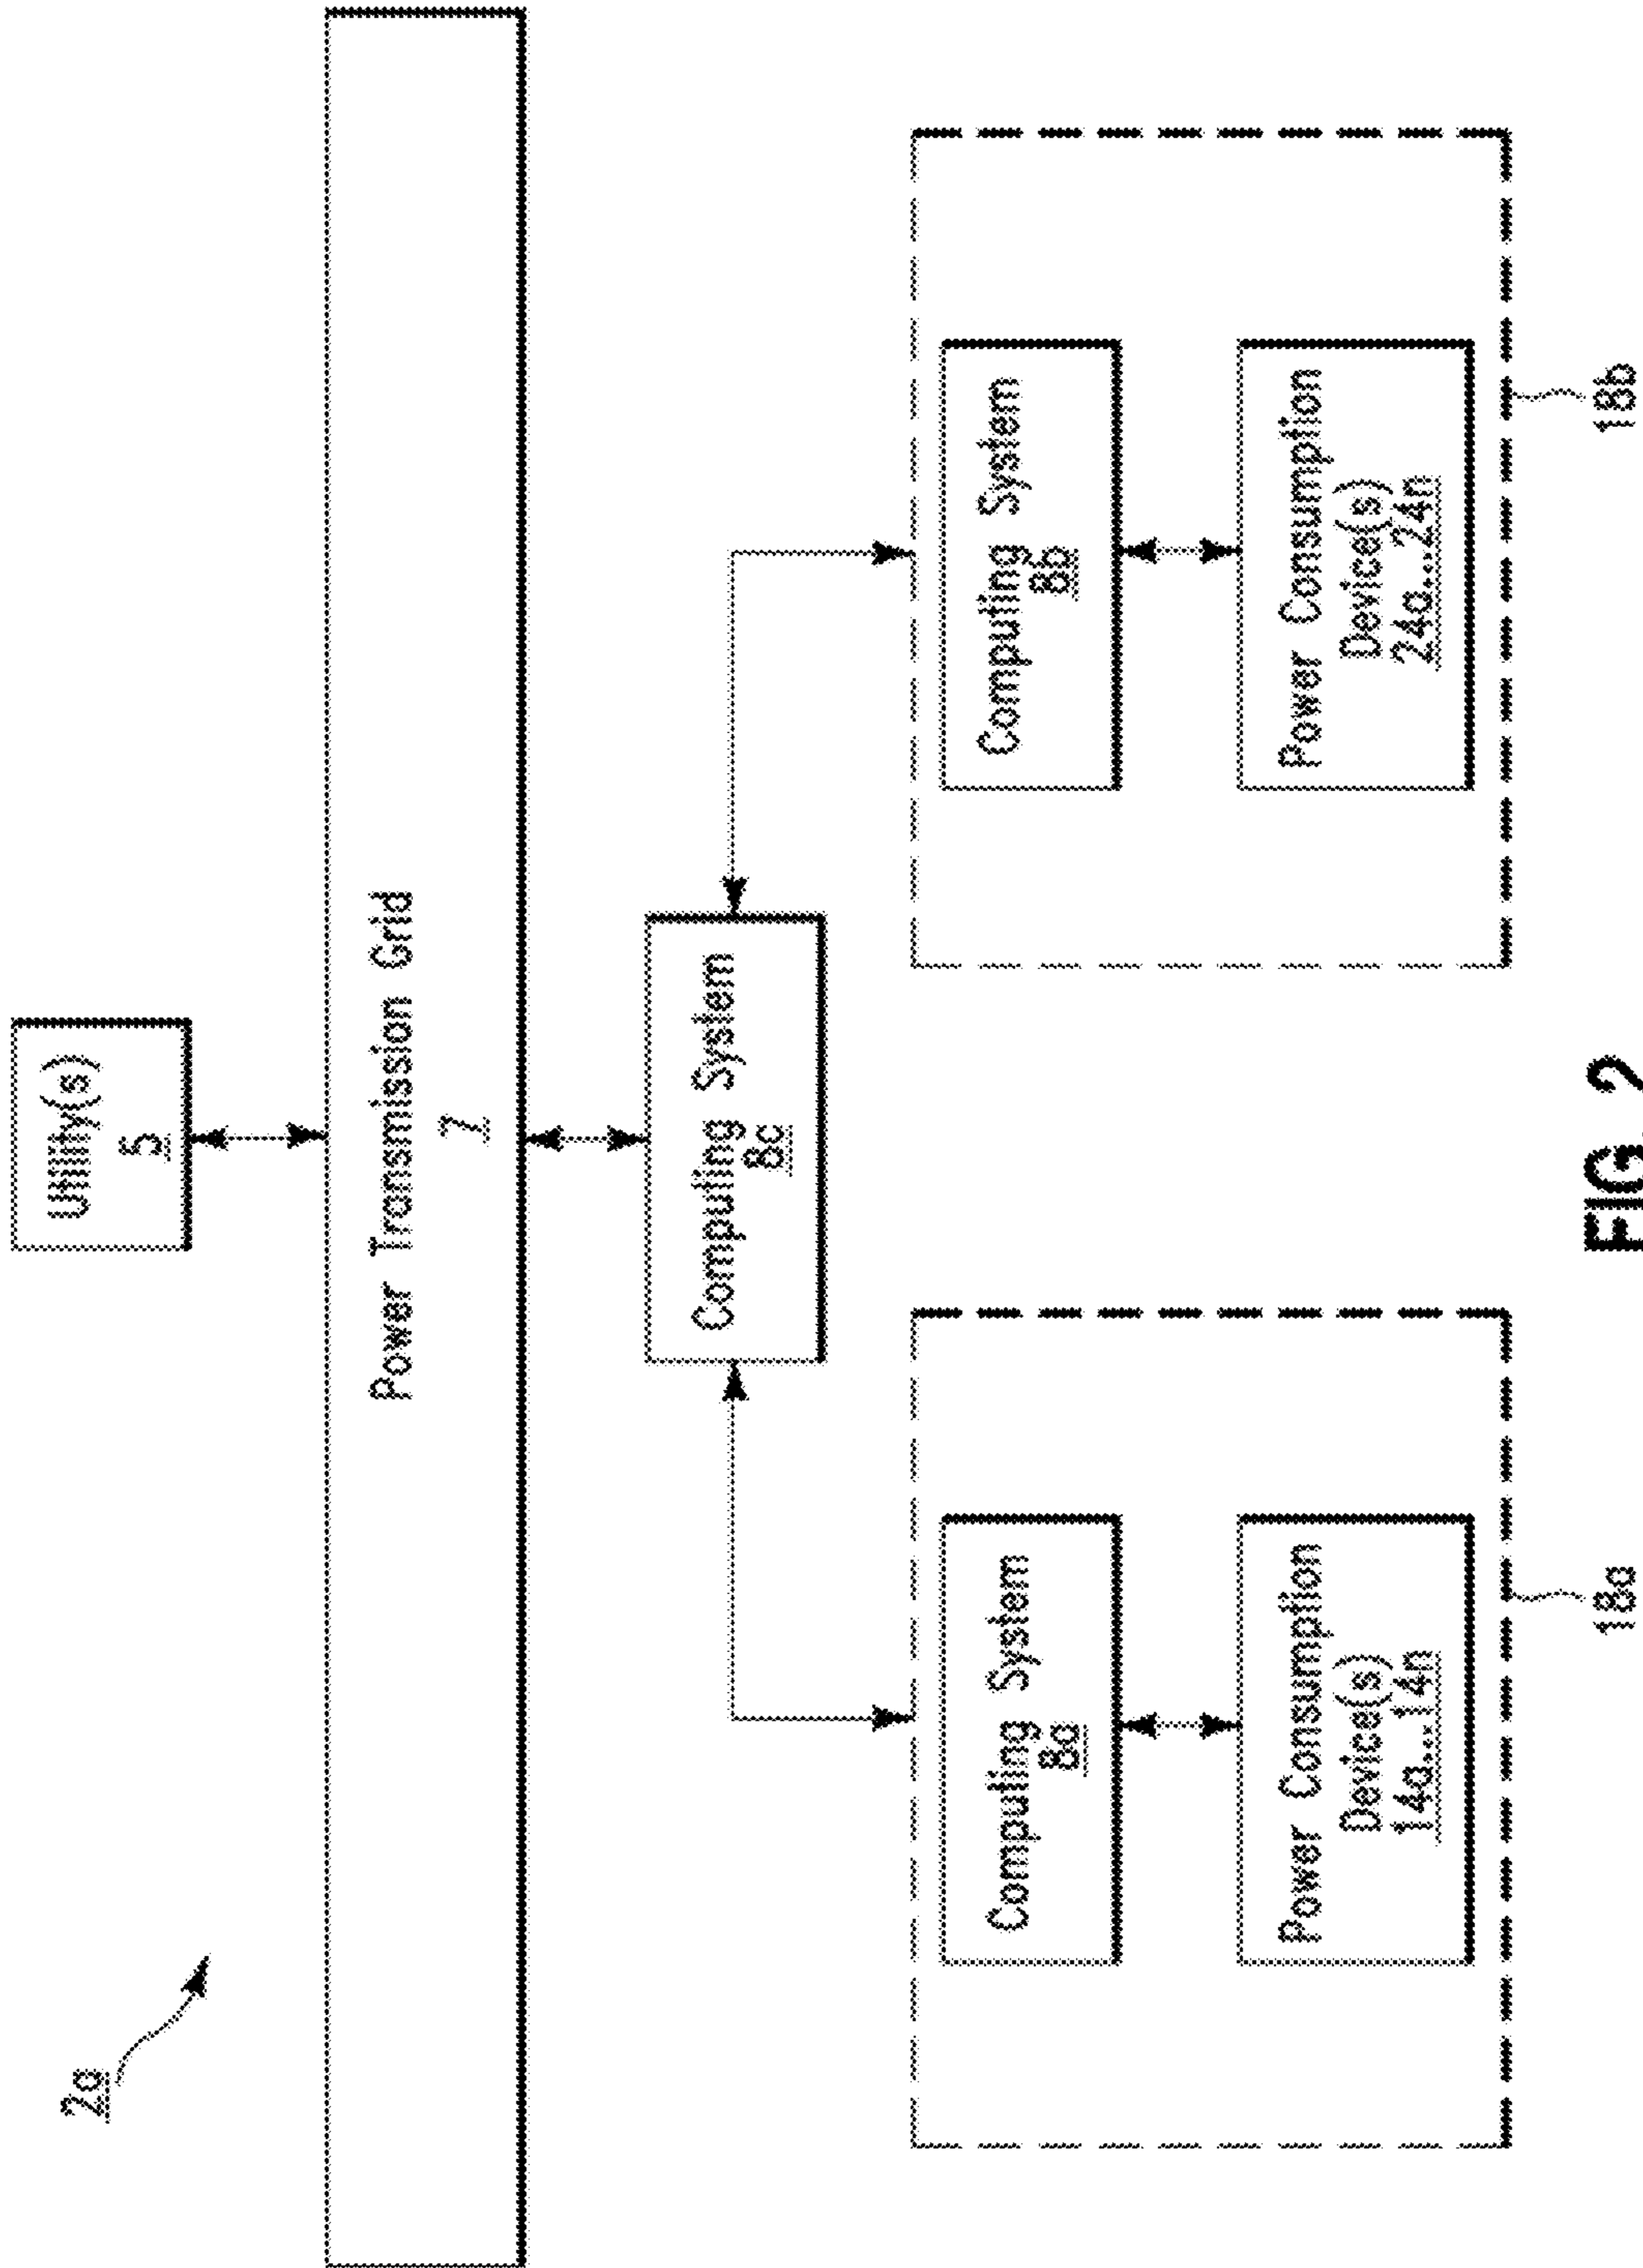 2a
Utility(s)
5
Power Transmission Grid
7
Computing System
8c
Computing System
8a
Power Consumption
Device(s)
14a...14n
18a
Computing System
8b
Power Consumption
Device(s)
24a...24n
18b
FIG. 2